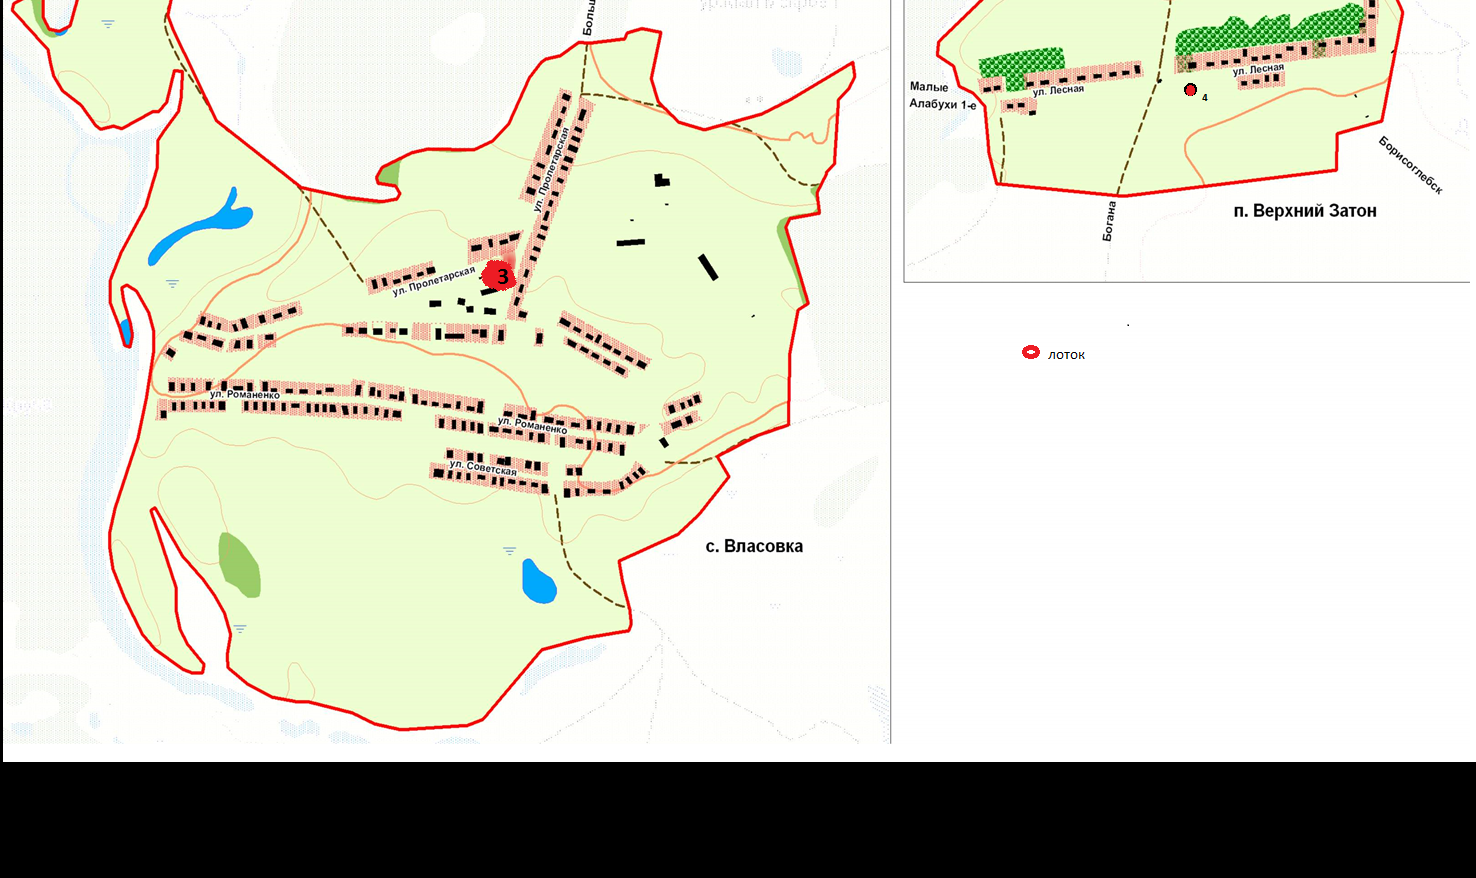 Больш
ул. Пролетарская
ул. Пролетарская
3
ул. Романенко
ул. Романенко
ул. Советская
с. Власовка
Малые
Алабухи 1-е
ул. Лесная
ул. Лесная
4
Борисоглебск
Богана
п. Верхний Затон
лоток